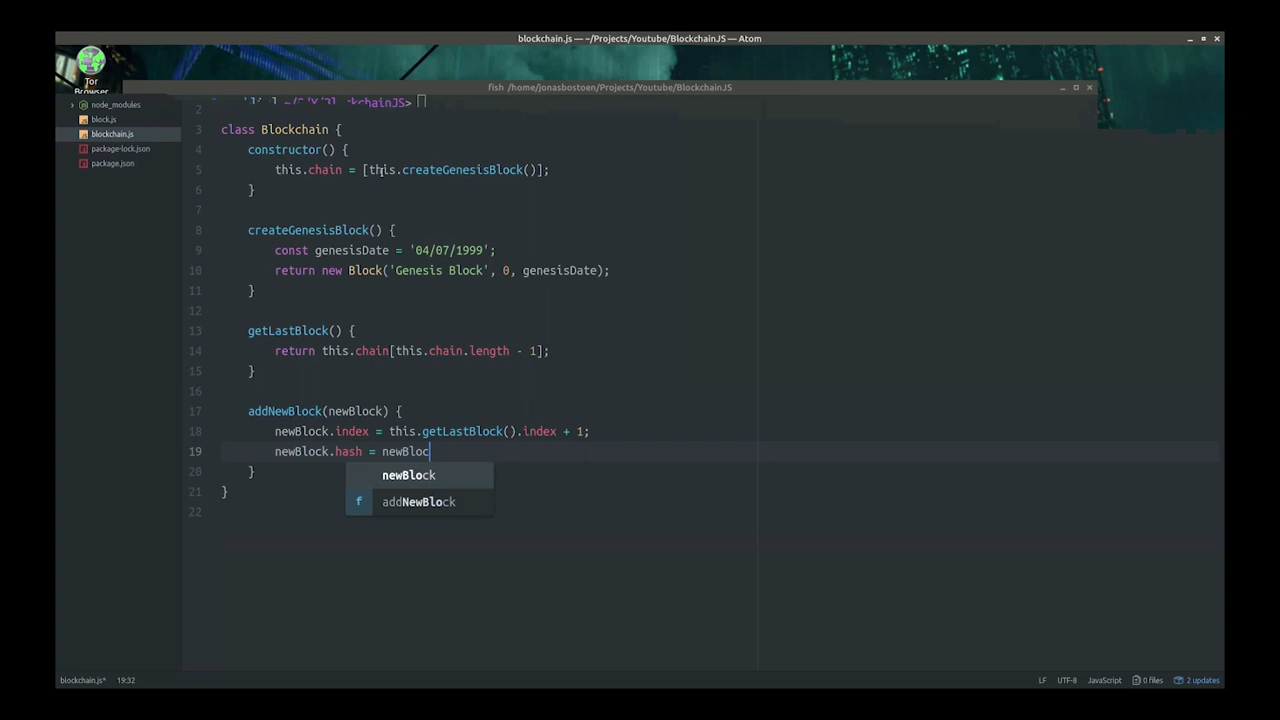 blockchain.js — ~/Projects/Youtube/BlockchainJS — Atom
Tor
Browser
fish /home/jonasbostoen/Projects/Youtube/BlockchainJS
ckchainJS>
node_modules
block.js
blockchain.js
package-lock.json
package.json
2
3 class Blockchain {
4 constructor() {
5 this.chain = [this.createGenesisBlock()];
6 }
7
8 createGenesisBlock() {
9 const genesisDate = '04/07/1999';
10 return new Block('Genesis Block', 0, genesisDate);
11 }
12
13 getLastBlock() {
14 return this.chain[this.chain.length - 1];
15 }
16
17 addNewBlock(newBlock) {
18 newBlock.index = this.getLastBlock().index + 1;
19 newBlock.hash = newBloc
20 }
newBlock
f addNewBlock
21 }
22
blockchain.js* 19:32 LF UTF-8 JavaScript 0 files 2 updates